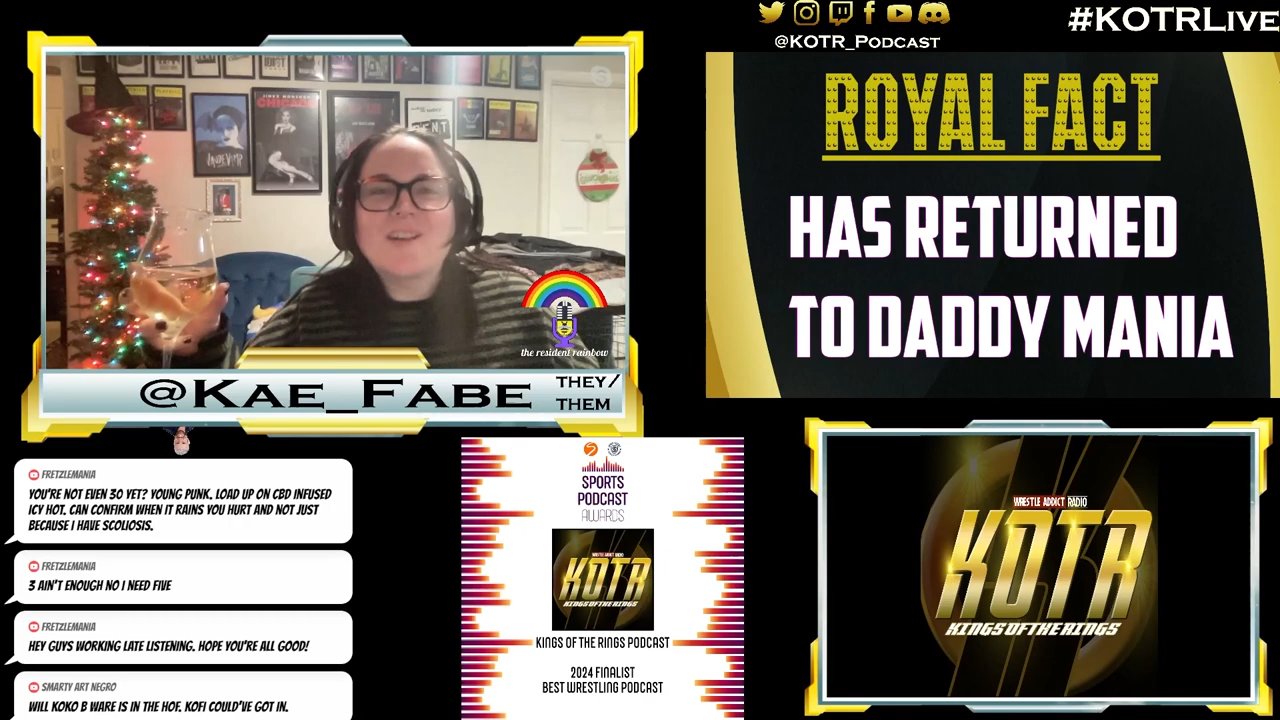 @KOTR_PODCAST
#KOTRLIVE
ROYAL FACT
HAS RETURNED
TO DADDY MANIA
CHICAGO
RENT
the resident rainbow
@KAE_FABE
THEY/
THEM
FRETZLEMANIA
YOU'RE NOT EVEN 30 YET? YOUNG PUNK. LOAD UP ON CBD INFUSED
ICY HOT. CAN CONFIRM WHEN IT RAINS YOU HURT AND NOT JUST
BECAUSE I HAVE SCOLIOSIS.
FRETZLEMANIA
3 AIN'T ENOUGH NO I NEED FIVE
FRETZLEMANIA
HEY GUYS WORKING LATE LISTENING. HOPE YOU'RE ALL GOOD!
SMARTY ART NEGRO
WILL KOKO B WARE IS IN THE HOF. KOFI COULD'VE GOT IN.
SPORTS
PODCAST
AWARDS
KOTR
KINGS OF THE RINGS
KINGS OF THE RINGS PODCAST
2024 FINALIST
BEST WRESTLING PODCAST
WRESTLE ADDICT RADIO
KOTR
KINGS OF THE RINGS